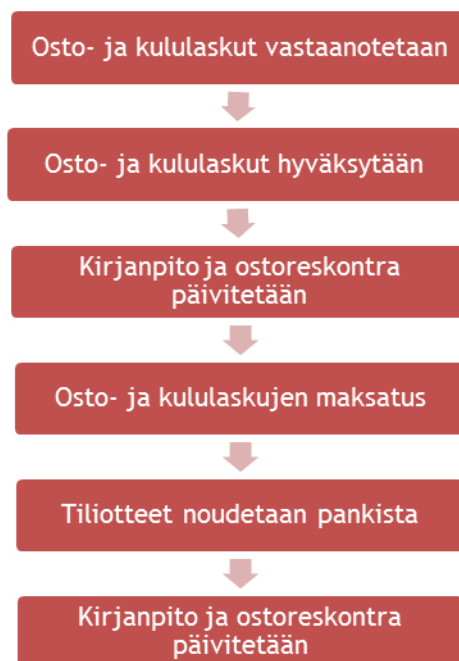 Osto- ja kululaskut vastaanotetaan
Osto- ja kululaskut hyväksytään
Kirjanpito ja ostoreskontra
päivitetään
Osto- ja kululaskujen maksatus
Tiliotteet noudetaan pankista
Kirjanpito ja ostoreskontra
päivitetään